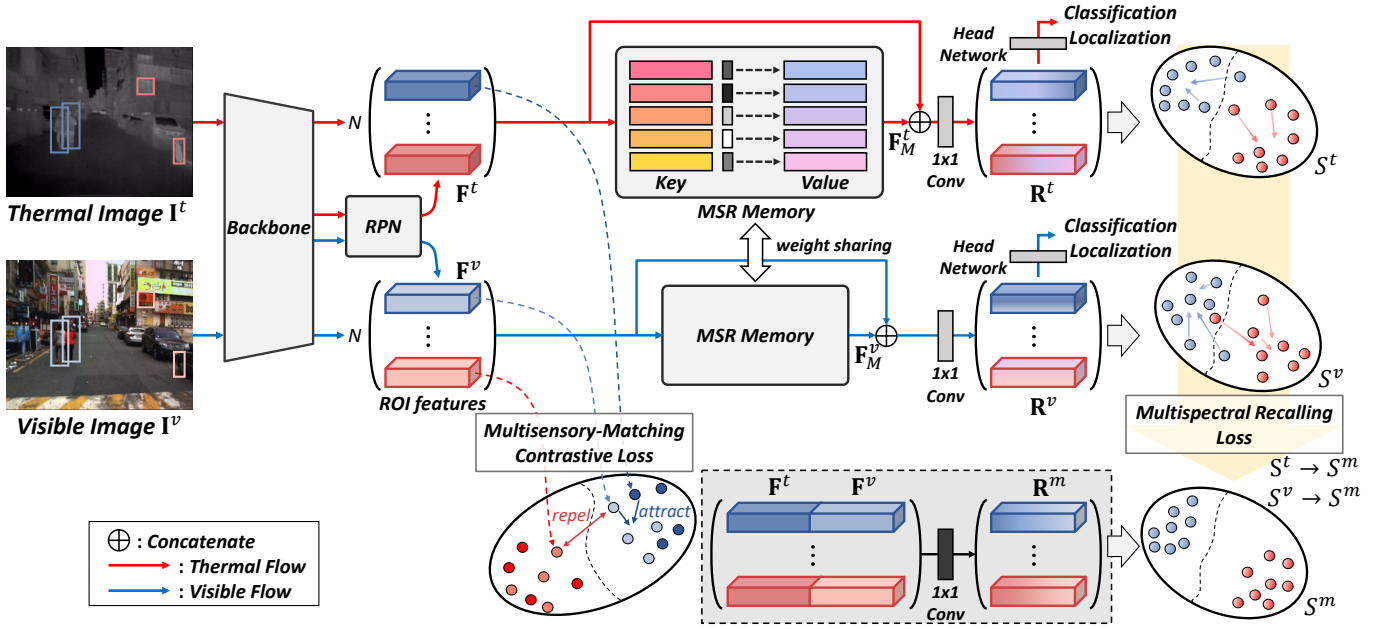 Thermal Image I^t
Visible Image I^v
Backbone
RPN
N
F^t
N
F^v
ROI features
Key
Value
MSR Memory
weight sharing
MSR Memory
F_M^t
1x1
Conv
Head
Network
Classification
Localization
R^t
S^t
F_M^v
1x1
Conv
Head
Network
Classification
Localization
R^v
S^v
Multisensory-Matching
Contrastive Loss
repel
attract
Multispectral Recalling
Loss
S^t → S^m
S^v → S^m
F^t F^v
1x1
Conv
R^m
S^m
⊕ : Concatenate
: Thermal Flow
: Visible Flow